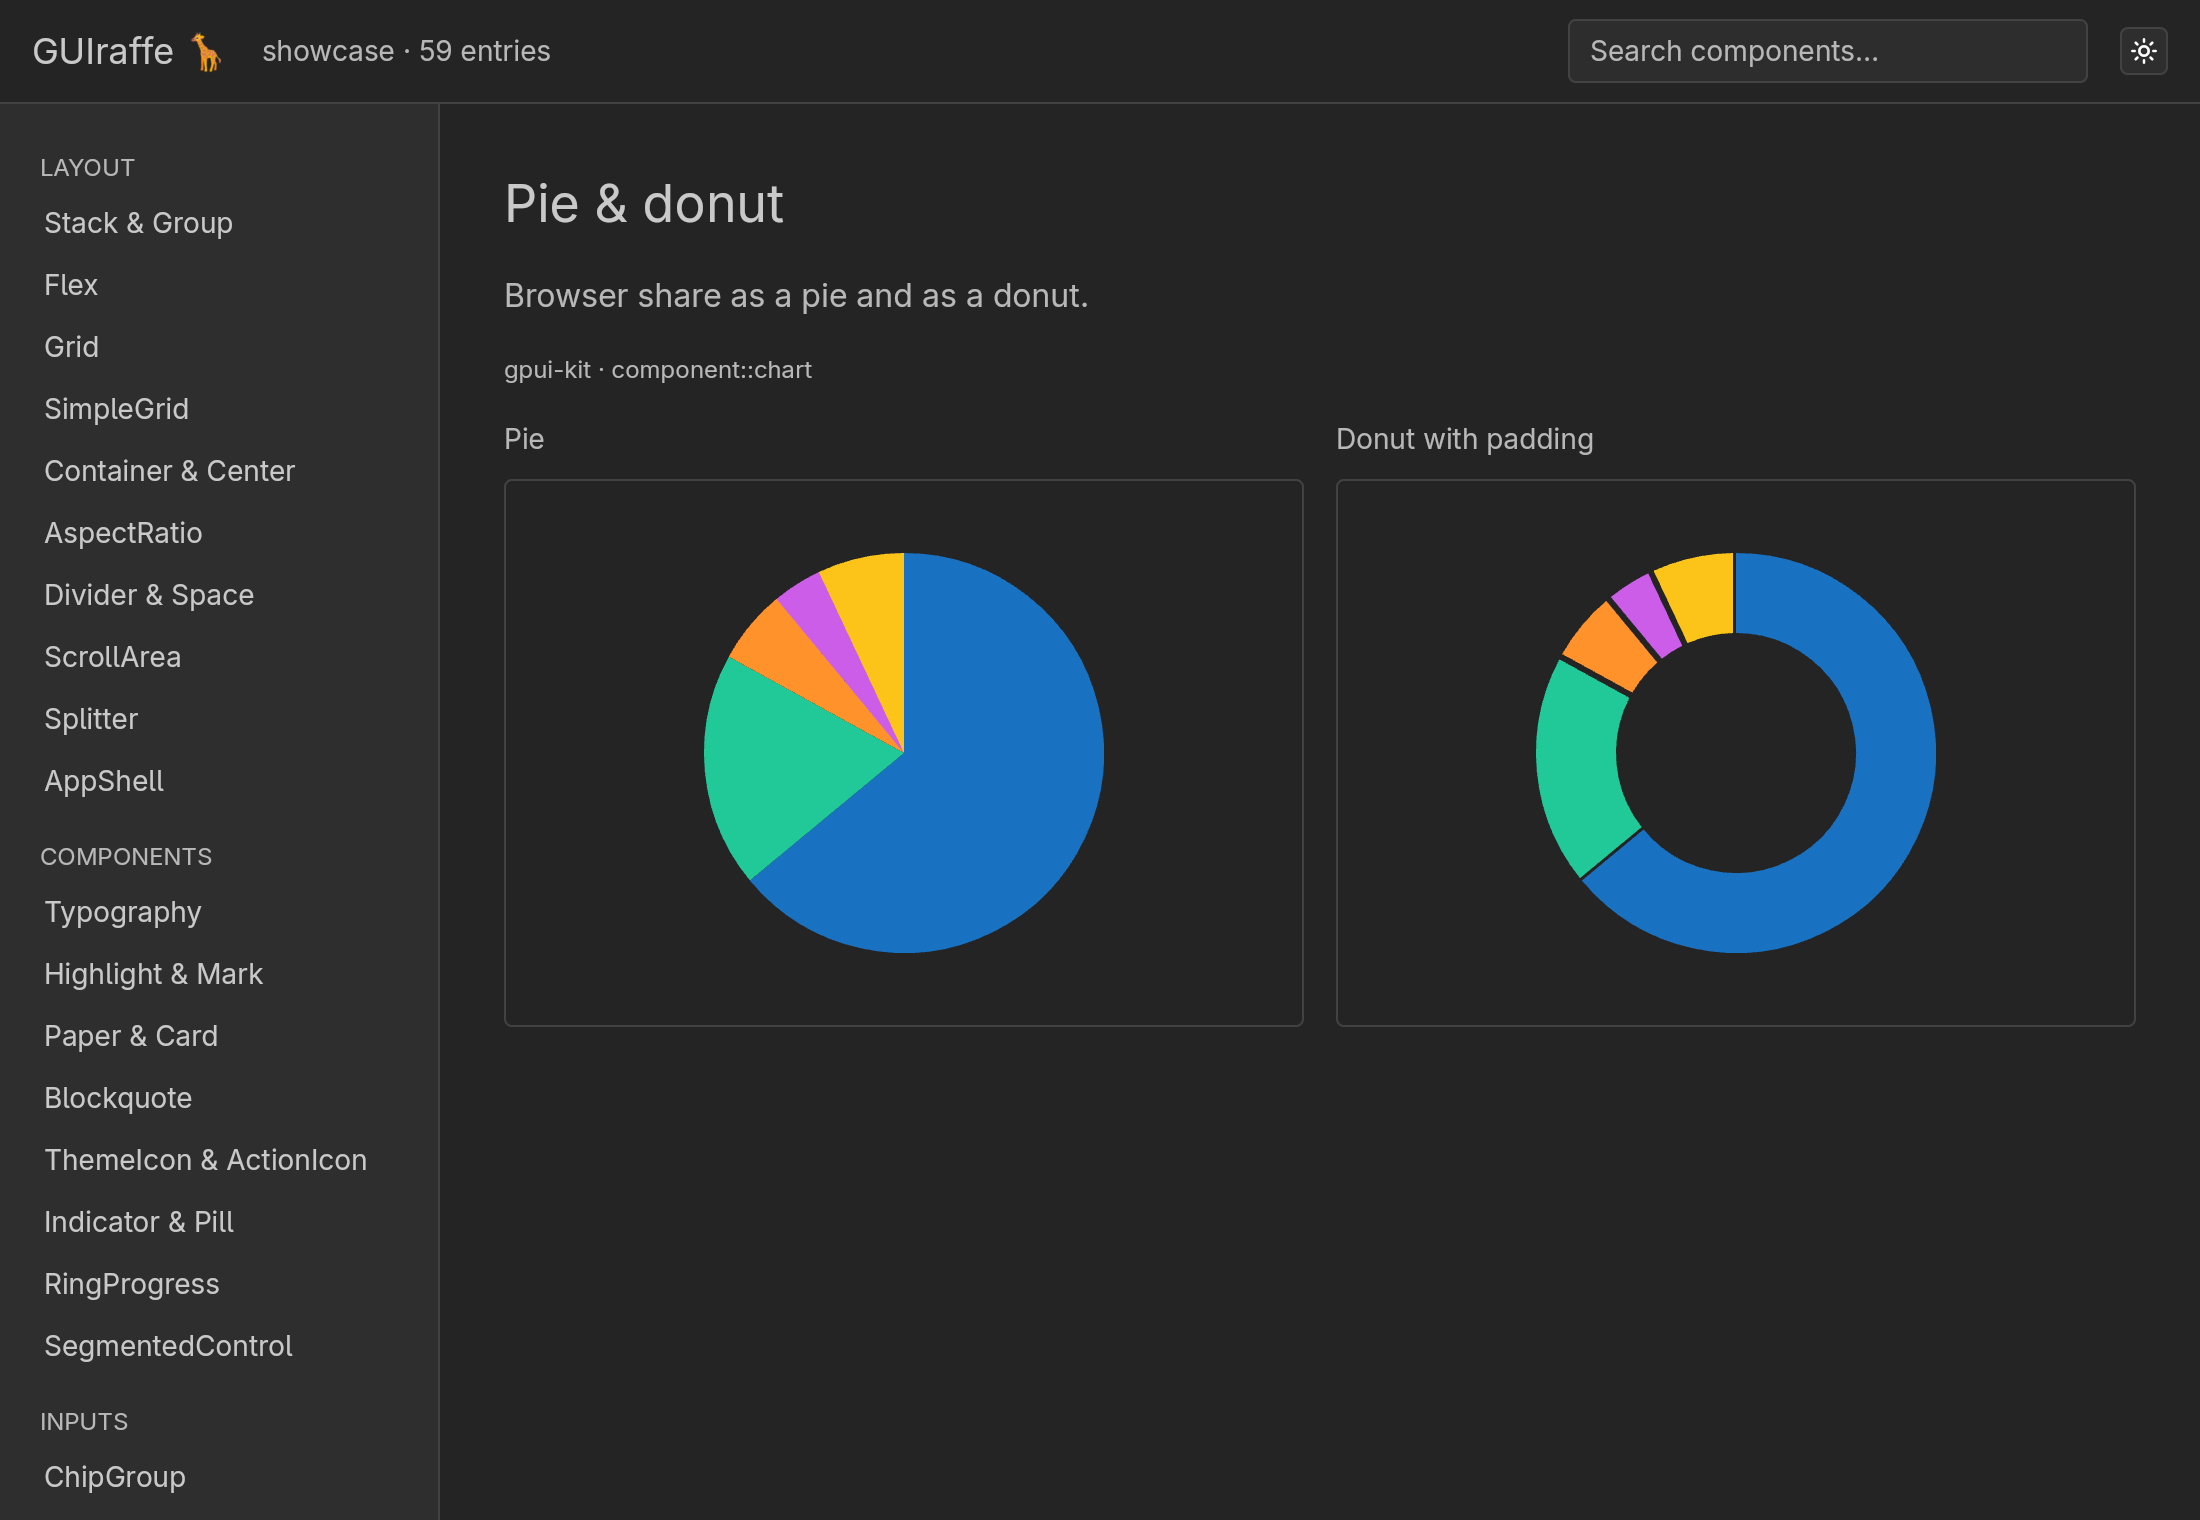 GUIraffe 🦒 showcase · 59 entries
Search components...
LAYOUT
Stack & Group
Flex
Grid
SimpleGrid
Container & Center
AspectRatio
Divider & Space
ScrollArea
Splitter
AppShell
COMPONENTS
Typography
Highlight & Mark
Paper & Card
Blockquote
ThemeIcon & ActionIcon
Indicator & Pill
RingProgress
SegmentedControl
INPUTS
ChipGroup
Pie & donut
Browser share as a pie and as a donut.
gpui-kit · component::chart
Pie
Donut with padding